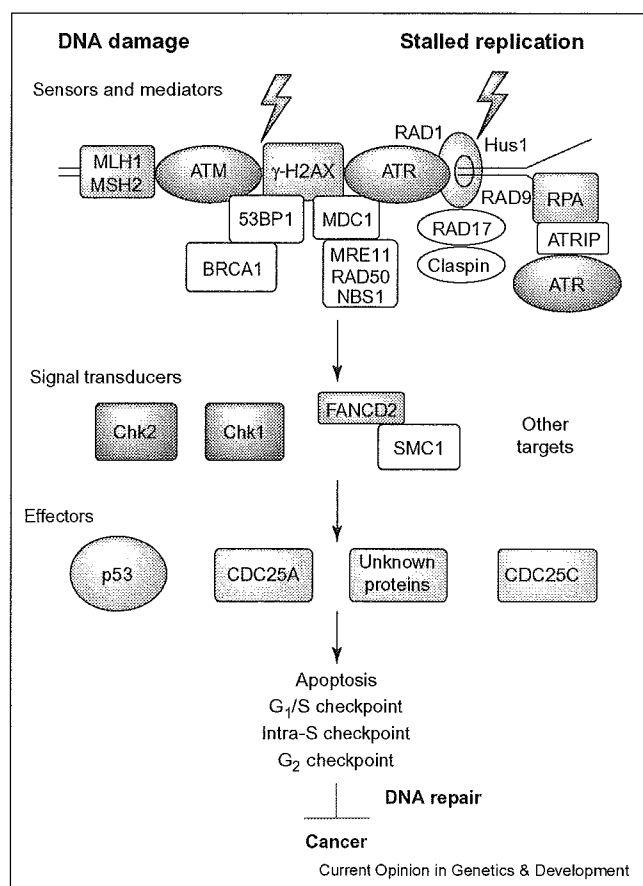 DNA damage
Stalled replication
Sensors and mediators
RAD1
Hus1
MLH1
MSH2
ATM
γ-H2AX
ATR
RAD9
RPA
53BP1
MDC1
RAD17
ATRIP
BRCA1
MRE11
RAD50
NBS1
Claspin
ATR
Signal transducers
Chk2
Chk1
FANCD2
SMC1
Other
targets
Effectors
p53
CDC25A
Unknown
proteins
CDC25C
Apoptosis
G1/S checkpoint
Intra-S checkpoint
G2 checkpoint
DNA repair
Cancer
Current Opinion in Genetics & Development